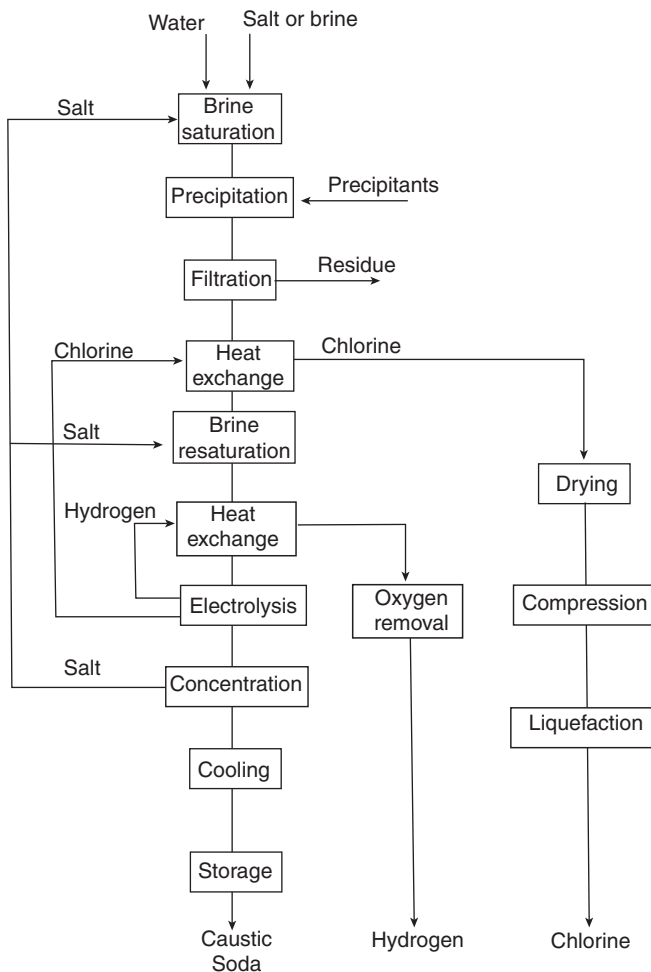 Water
Salt or brine
Salt
Brine
saturation
Precipitation
Precipitants
Filtration
Residue
Chlorine
Heat
exchange
Chlorine
Salt
Brine
resaturation
Drying
Hydrogen
Heat
exchange
Electrolysis
Oxygen
removal
Compression
Salt
Concentration
Liquefaction
Cooling
Storage
Caustic
Soda
Hydrogen
Chlorine